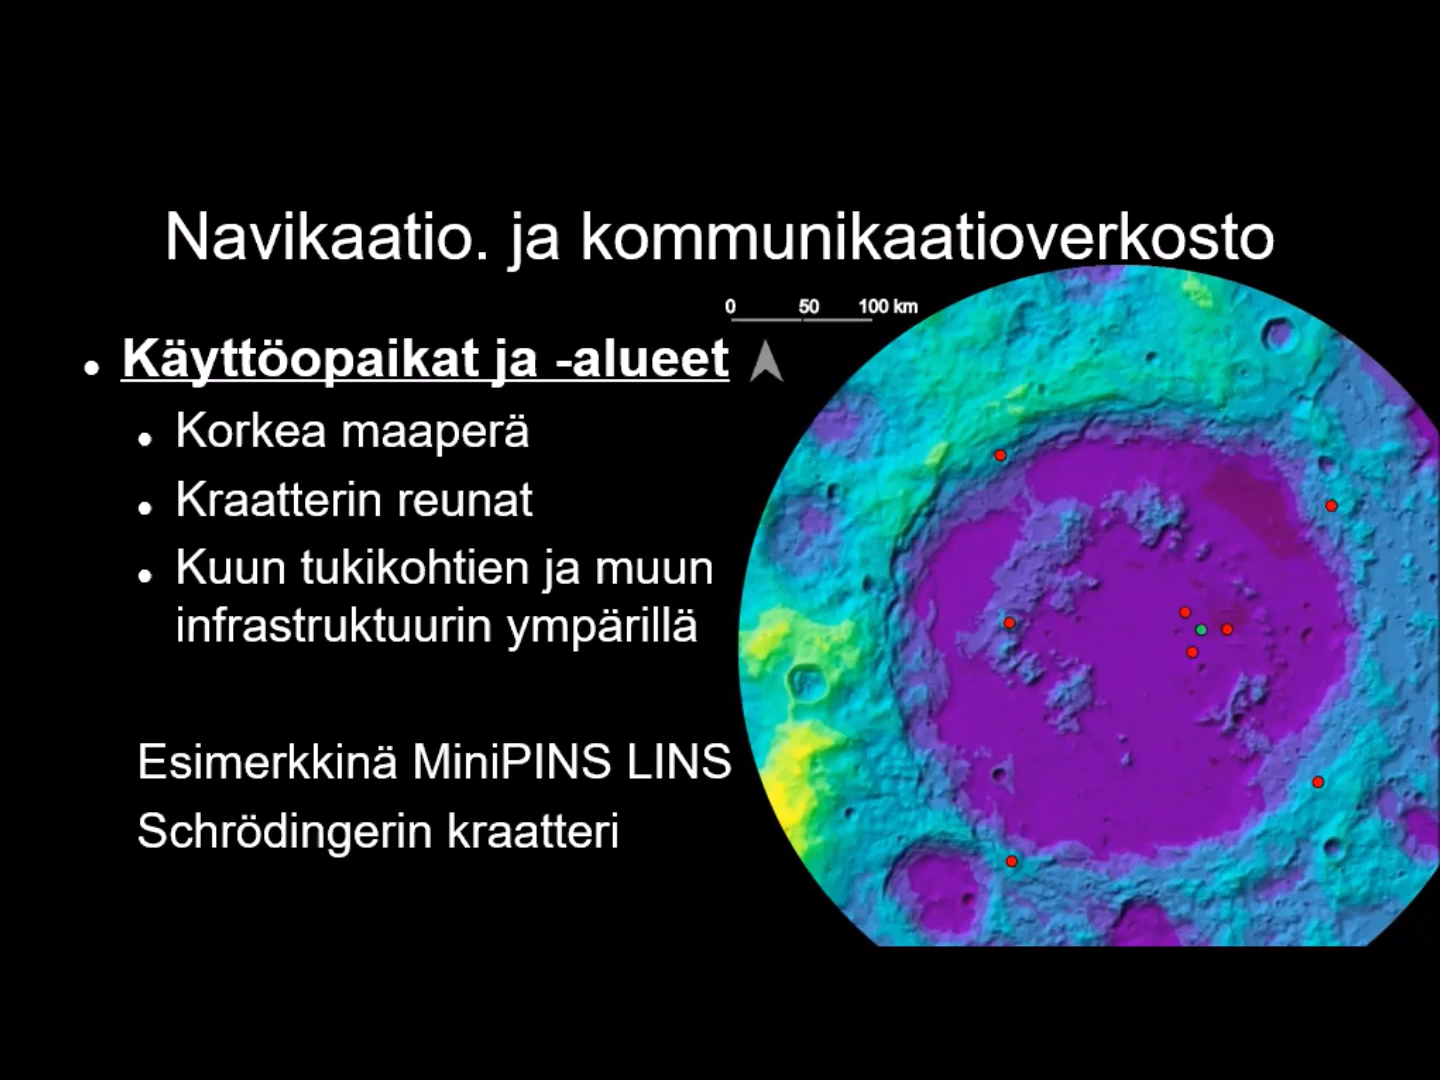 Navikaatio. ja kommunikaatioverkosto
0 50 100 km
Käyttöopaikat ja -alueet
Korkea maaperä
Kraatterin reunat
Kuun tukikohtien ja muun
infrastruktuurin ympärillä
Esimerkkinä MiniPINS LINS
Schrödingerin kraatteri